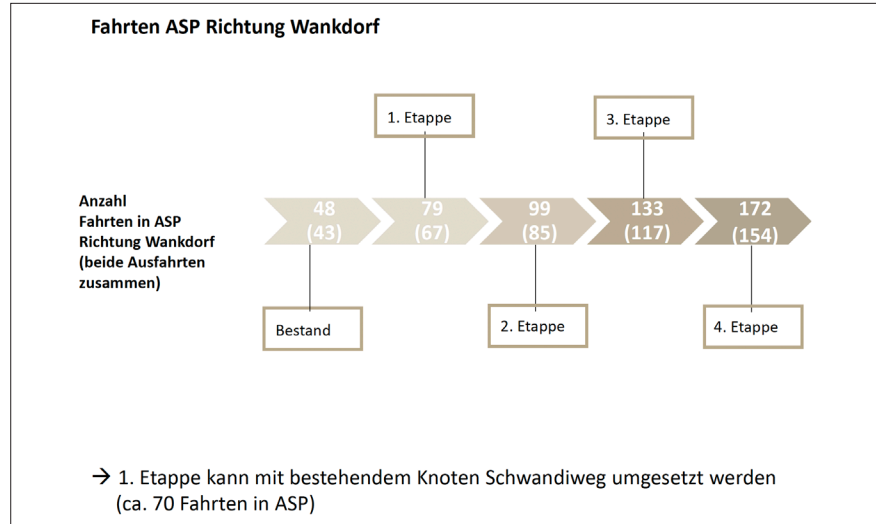 Fahrten ASP Richtung Wankdorf
1. Etappe
3. Etappe
Anzahl
Fahrten in ASP
Richtung Wankdorf
(beide Ausfahrten
zusammen)
48
(43)
79
(67)
99
(85)
133
(117)
172
(154)
Bestand
2. Etappe
4. Etappe
→ 1. Etappe kann mit bestehendem Knoten Schwandiweg umgesetzt werden
(ca. 70 Fahrten in ASP)